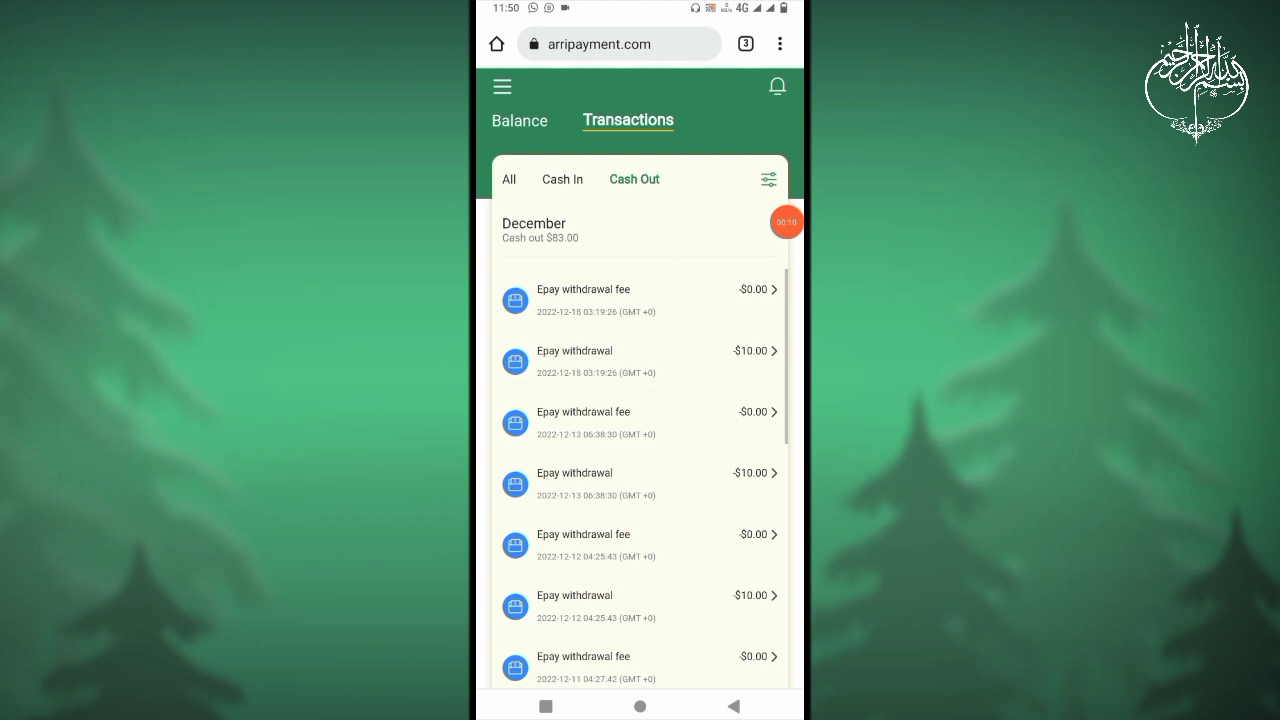 11:50
4G
arripayment.com
3
Balance
Transactions
All
Cash In
Cash Out
December
Cash out $83.00
00:10
Epay withdrawal fee
-$0.00
2022-12-18 03:19:26 (GMT +0)
Epay withdrawal
-$10.00
2022-12-18 03:19:26 (GMT +0)
Epay withdrawal fee
-$0.00
2022-12-13 06:38:30 (GMT +0)
Epay withdrawal
-$10.00
2022-12-13 06:38:30 (GMT +0)
Epay withdrawal fee
-$0.00
2022-12-12 04:25:43 (GMT +0)
Epay withdrawal
-$10.00
2022-12-12 04:25:43 (GMT +0)
Epay withdrawal fee
-$0.00
2022-12-11 04:27:42 (GMT +0)
بسم الله الرحمن الرحيم